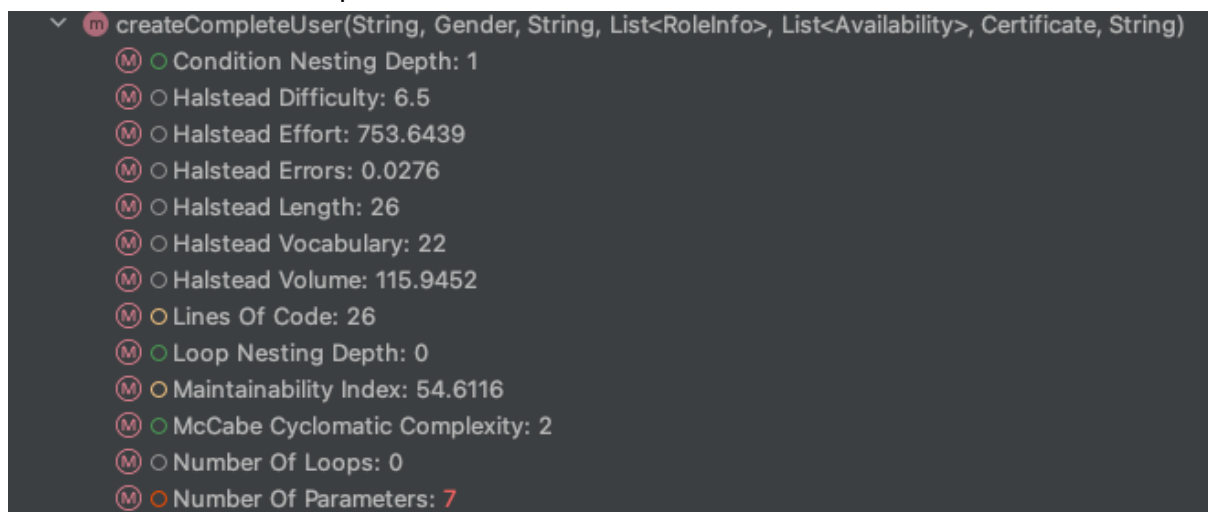 m createCompleteUser(String, Gender, String, List<RoleInfo>, List<Availability>, Certificate, String)
M Condition Nesting Depth: 1
M Halstead Difficulty: 6.5
M Halstead Effort: 753.6439
M Halstead Errors: 0.0276
M Halstead Length: 26
M Halstead Vocabulary: 22
M Halstead Volume: 115.9452
M Lines Of Code: 26
M Loop Nesting Depth: 0
M Maintainability Index: 54.6116
M McCabe Cyclomatic Complexity: 2
M Number Of Loops: 0
M Number Of Parameters: 7